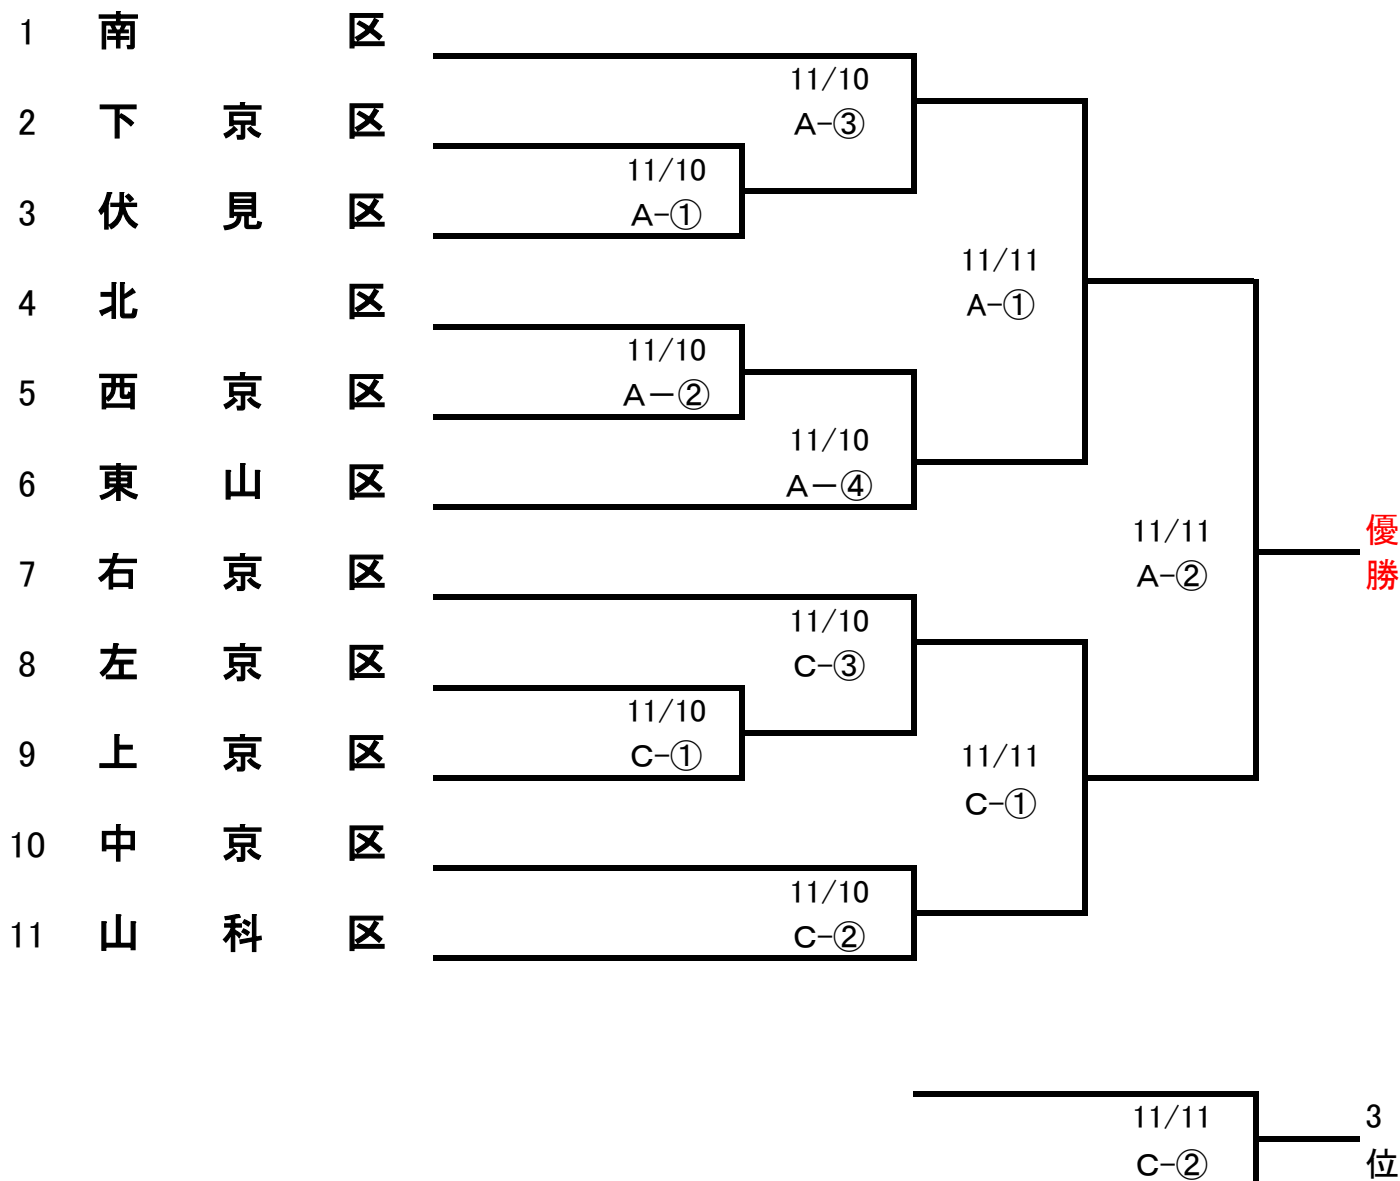 1 南 区
11/10
2 下 京 区
A-③
11/10
3 伏 見 区
A-①
11/11
4 北 区
A-①
11/10
5 西 京 区
A－②
11/10
6 東 山 区
A－④
11/11
優
勝
7 右 京 区
A-②
11/10
8 左 京 区
C-③
11/10
9 上 京 区
C-①
11/11
C-①
10 中 京 区
11/10
11 山 科 区
C-②
11/11
3
C-②
位